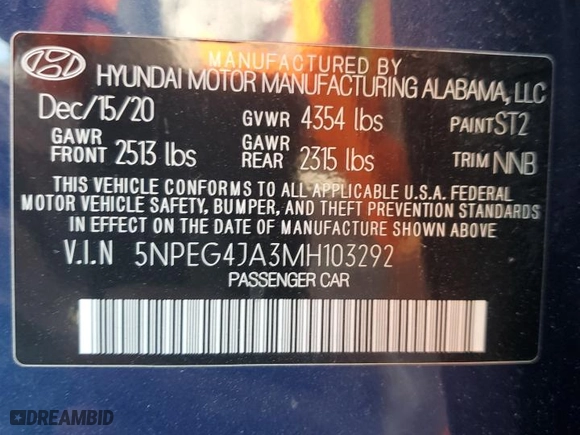 MANUFACTURED BY
HYUNDAI MOTOR MANUFACTURING ALABAMA, LLC
Dec/15/20 GVWR 4354 lbs PAINT ST2
GAWR FRONT 2513 lbs GAWR REAR 2315 lbs TRIM NNB
THIS VEHICLE CONFORMS TO ALL APPLICABLE U.S.A. FEDERAL
MOTOR VEHICLE SAFETY, BUMPER, AND THEFT PREVENTION STANDARDS
IN EFFECT ON THE DATE OF MANUFACTURE SHOWN ABOVE
V.I.N 5NPEG4JA3MH103292
PASSENGER CAR
DREAMBID